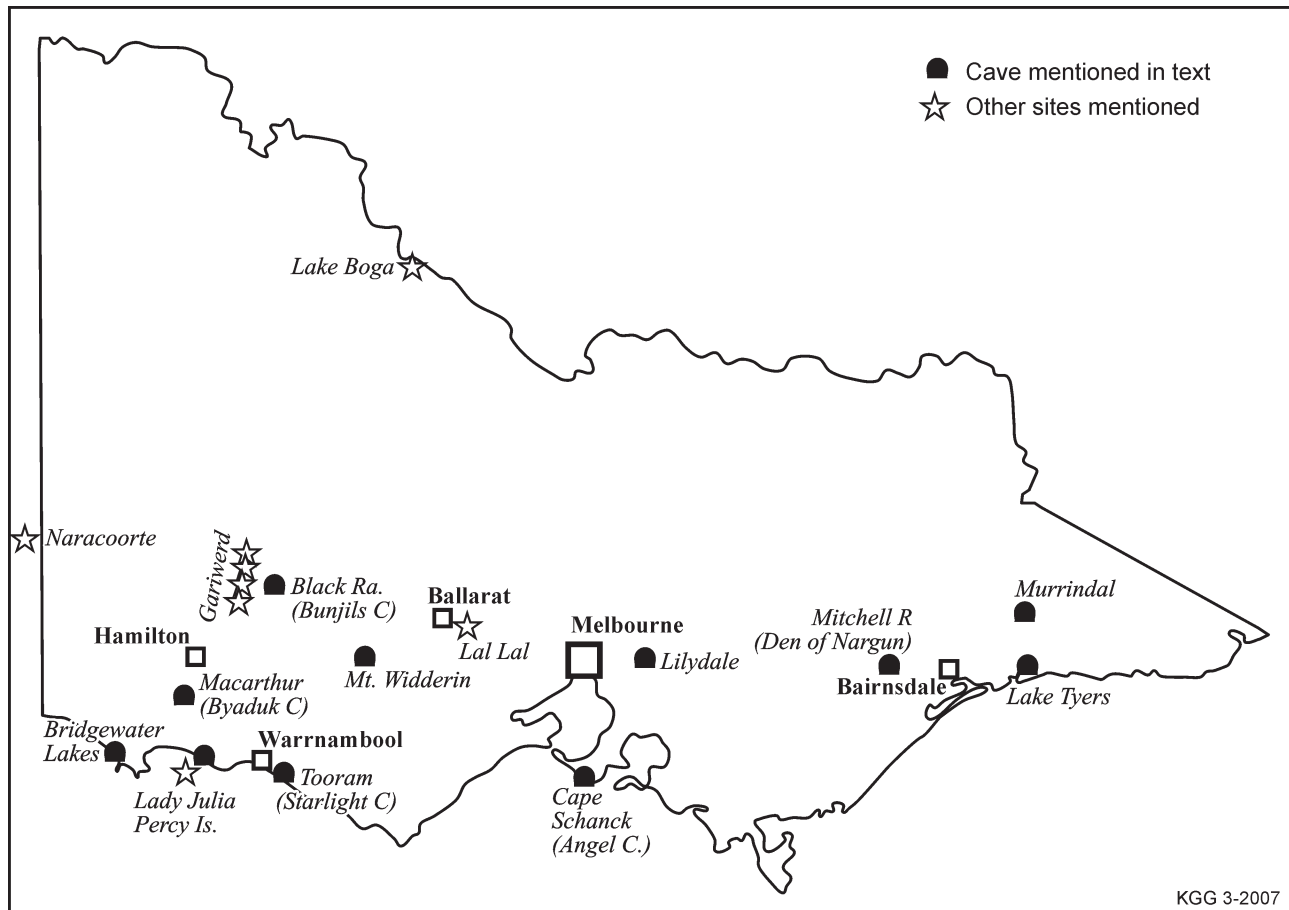 Cave mentioned in text
Other sites mentioned
Lake Boga
Naracoorte
Gariwerd
Black Ra.
(Bunjils C)
Ballarat
Lal Lal
Hamilton
Mt. Widderin
Macarthur
(Byaduk C)
Melbourne
Lilydale
Murrindal
Mitchell R
(Den of Nargun)
Bairnsdale
Lake Tyers
Bridgewater
Lakes
Warrnambool
Tooram
(Starlight C)
Lady Julia
Percy Is.
Cape
Schanck
(Angel C.)
KGG 3-2007